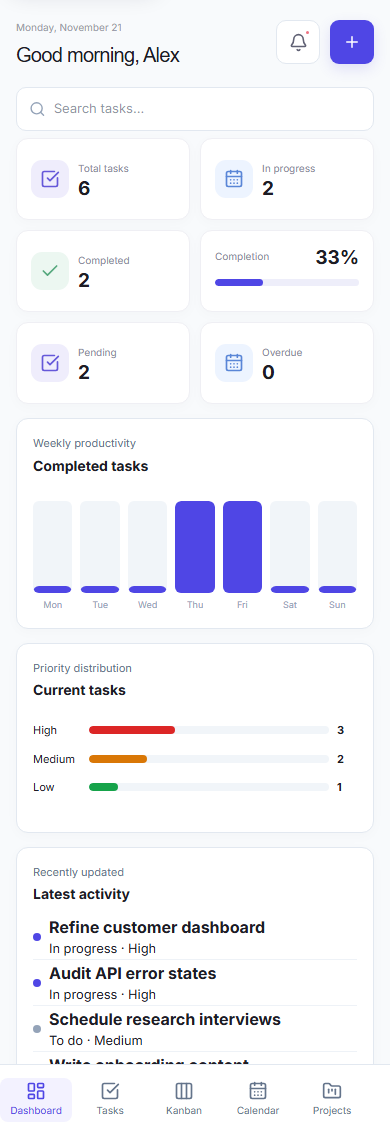 Monday, November 21
Good morning, Alex
Search tasks...
Total tasks
6
In progress
2
Completed
2
Completion
33%
Pending
2
Overdue
0
Weekly productivity
Completed tasks
Mon Tue Wed Thu Fri Sat Sun
Priority distribution
Current tasks
High 3
Medium 2
Low 1
Recently updated
Latest activity
Refine customer dashboard
In progress · High
Audit API error states
In progress · High
Schedule research interviews
To do · Medium
Write onboarding content
Dashboard Tasks Kanban Calendar Projects